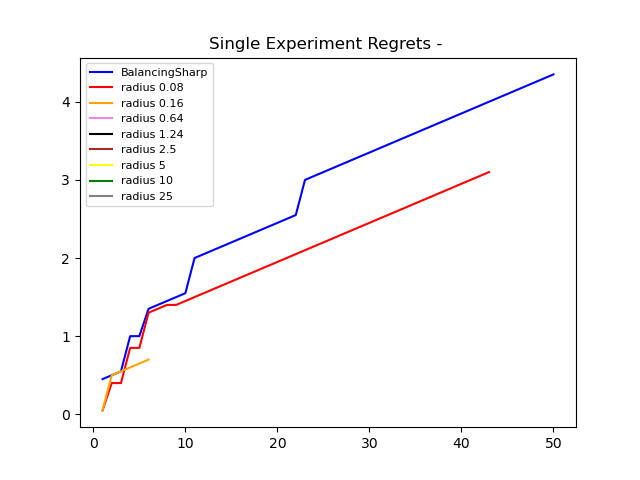 Single Experiment Regrets -
BalancingSharp
radius 0.08
radius 0.16
radius 0.64
radius 1.24
radius 2.5
radius 5
radius 10
radius 25
4
3
2
1
0
0 10 20 30 40 50